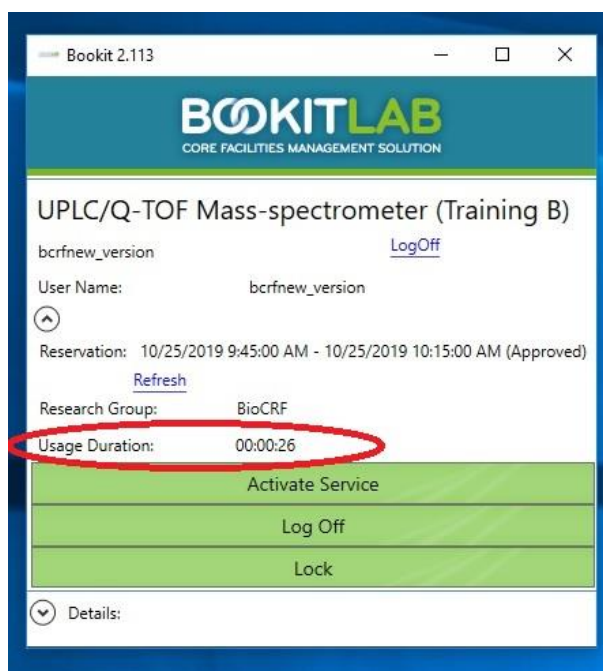 Bookit 2.113
BOOKITLAB
CORE FACILITIES MANAGEMENT SOLUTION
UPLC/Q-TOF Mass-spectrometer (Training B)
bcrfnew_version LogOff
User Name: bcrfnew_version
Reservation: 10/25/2019 9:45:00 AM - 10/25/2019 10:15:00 AM (Approved)
Refresh
Research Group: BioCRF
Usage Duration: 00:00:26
Activate Service
Log Off
Lock
Details: